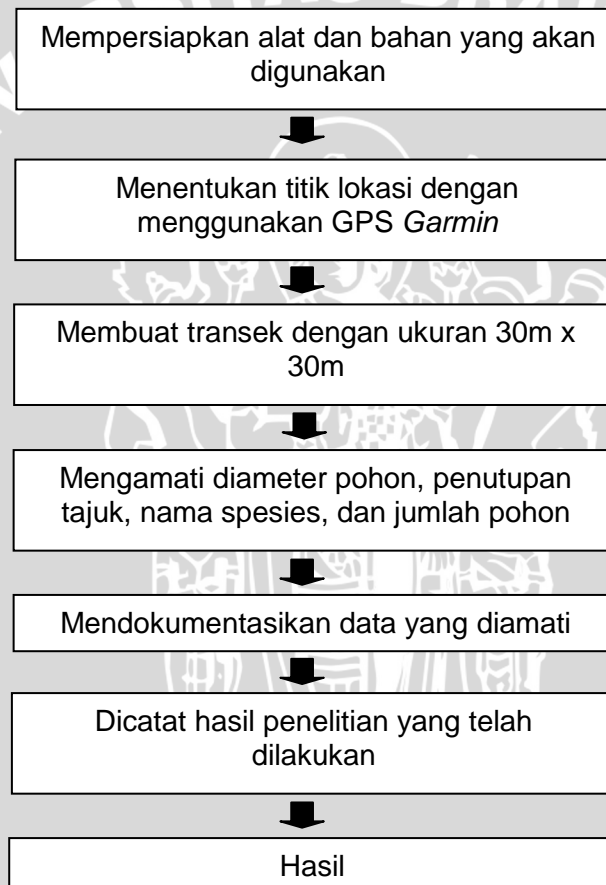 Mempersiapkan alat dan bahan yang akan
digunakan
Menentukan titik lokasi dengan
menggunakan GPS Garmin
Membuat transek dengan ukuran 30m x
30m
Mengamati diameter pohon, penutupan
tajuk, nama spesies, dan jumlah pohon
Mendokumentasikan data yang diamati
Dicatat hasil penelitian yang telah
dilakukan
Hasil